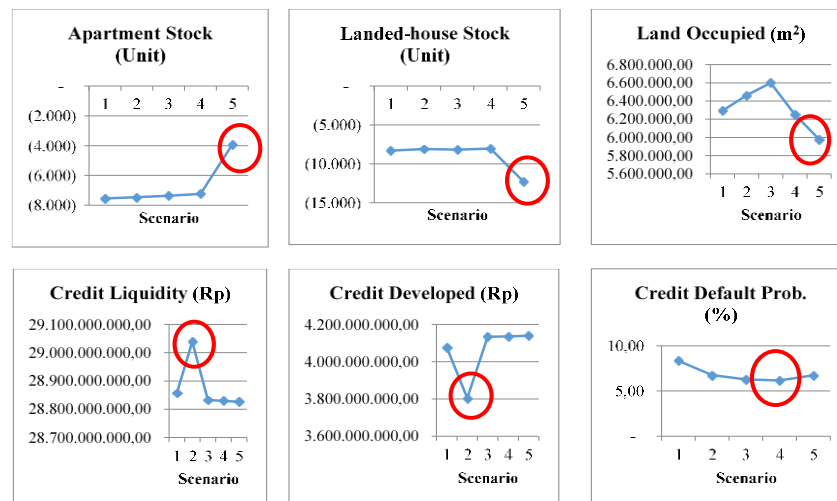 Apartment Stock
(Unit)
-
1 2 3 4 5
(2.000)
(4.000)
(6.000)
(8.000)
Scenario
Landed-house Stock
(Unit)
-
1 2 3 4 5
(5.000)
(10.000)
(15.000)
Scenario
Land Occupied (m²)
6.800.000,00
6.600.000,00
6.400.000,00
6.200.000,00
6.000.000,00
5.800.000,00
5.600.000,00
1 2 3 4 5
Scenario
Credit Liquidity (Rp)
29.100.000.000,00
29.000.000.000,00
28.900.000.000,00
28.800.000.000,00
28.700.000.000,00
1 2 3 4 5
Scenario
Credit Developed (Rp)
4.200.000.000,00
4.000.000.000,00
3.800.000.000,00
3.600.000.000,00
1 2 3 4 5
Scenario
Credit Default Prob.
(%)
10,00
5,00
-
1 2 3 4 5
Scenario